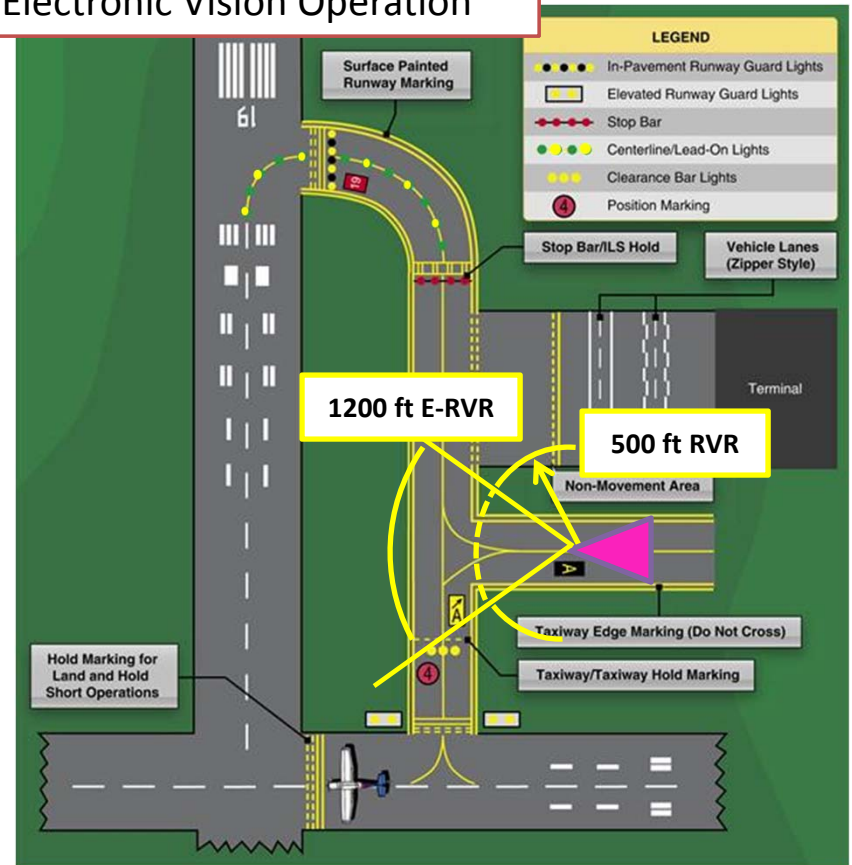 Electronic Vision Operation
LEGEND
In-Pavement Runway Guard Lights
Elevated Runway Guard Lights
Stop Bar
Centerline/Lead-On Lights
Clearance Bar Lights
4
Position Marking
Surface Painted
Runway Marking
19
19
Stop Bar/ILS Hold
Vehicle Lanes
(Zipper Style)
Terminal
1200 ft E-RVR
500 ft RVR
Non-Movement Area
A
A
Taxiway Edge Marking (Do Not Cross)
Hold Marking for
Land and Hold
Short Operations
4
Taxiway/Taxiway Hold Marking